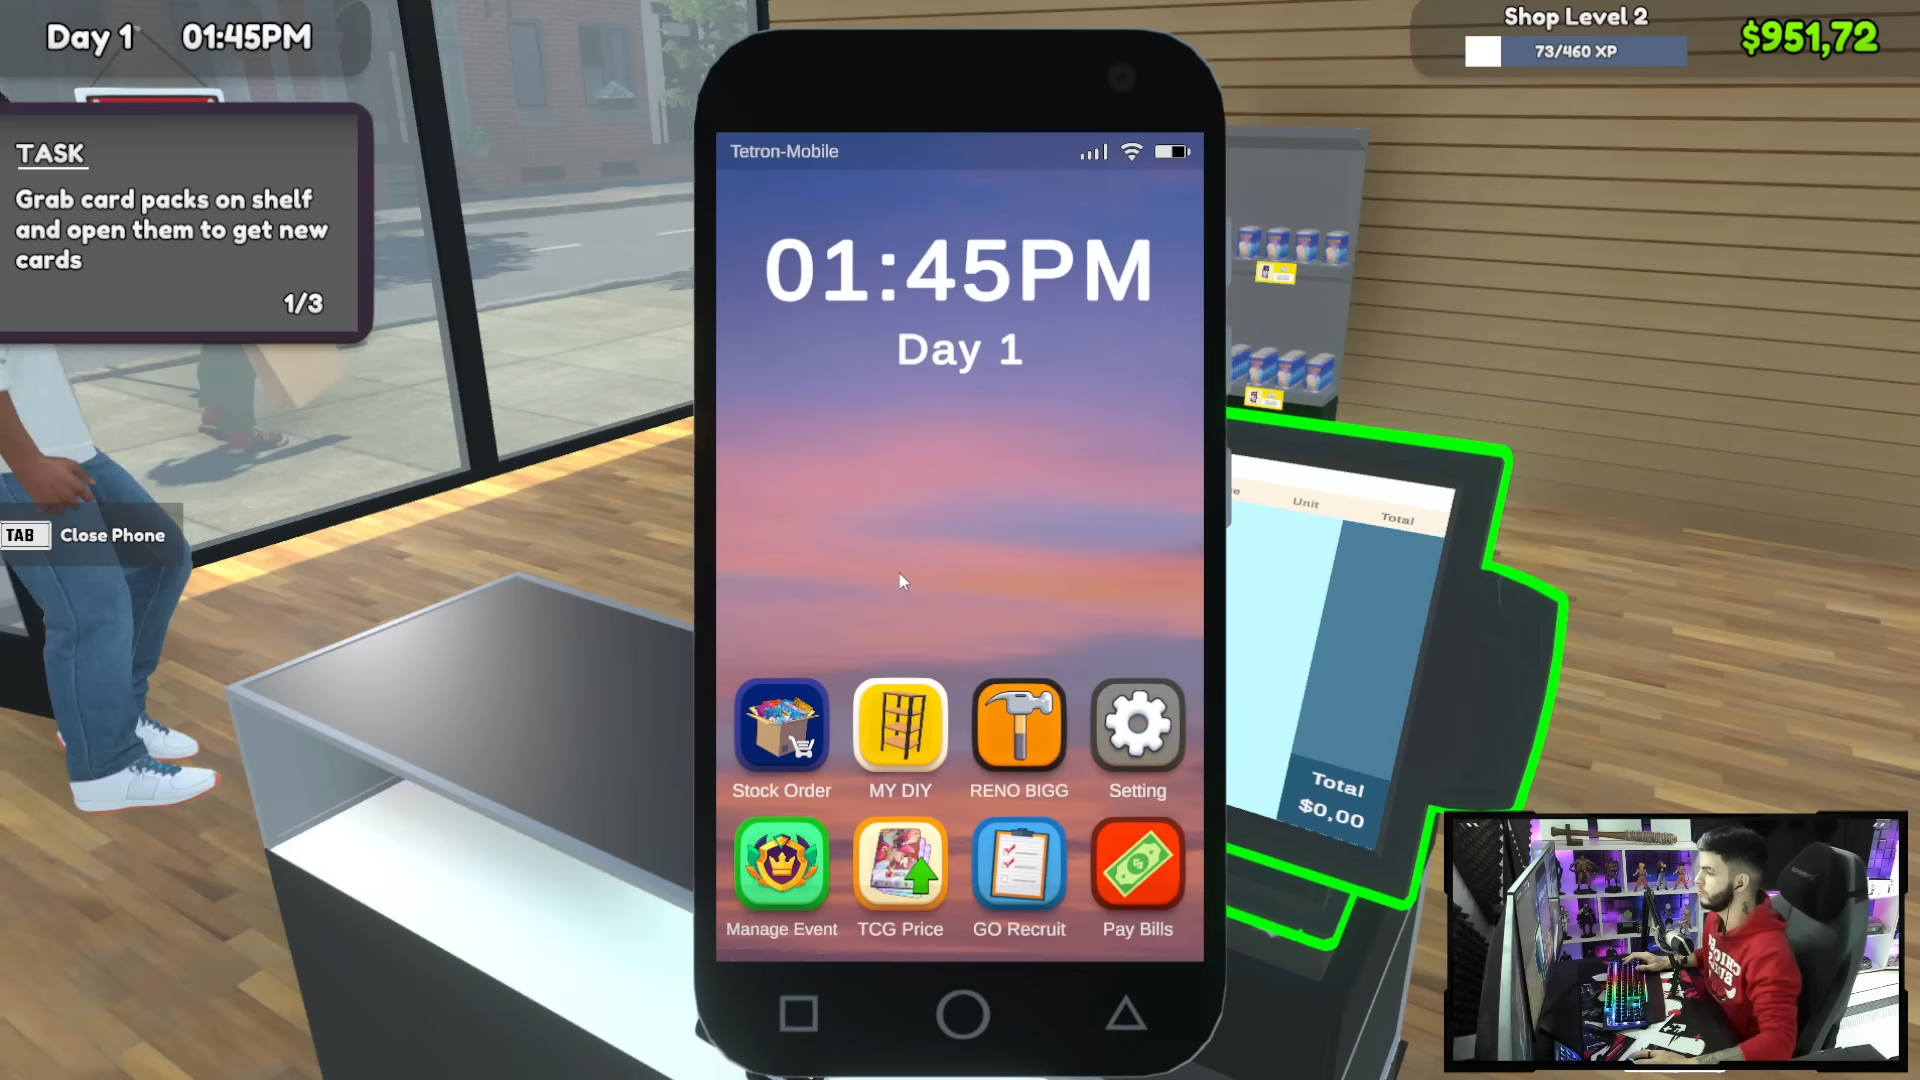 Day 1 01:45PM
Shop Level 2
73/460 XP
$951,72
TASK
Grab card packs on shelf
and open them to get new
cards
1/3
TAB Close Phone
Tetron-Mobile
01:45PM
Day 1
Stock Order MY DIY RENO BIGG Setting
Manage Event TCG Price GO Recruit Pay Bills
Unit Total
Total
$0.00